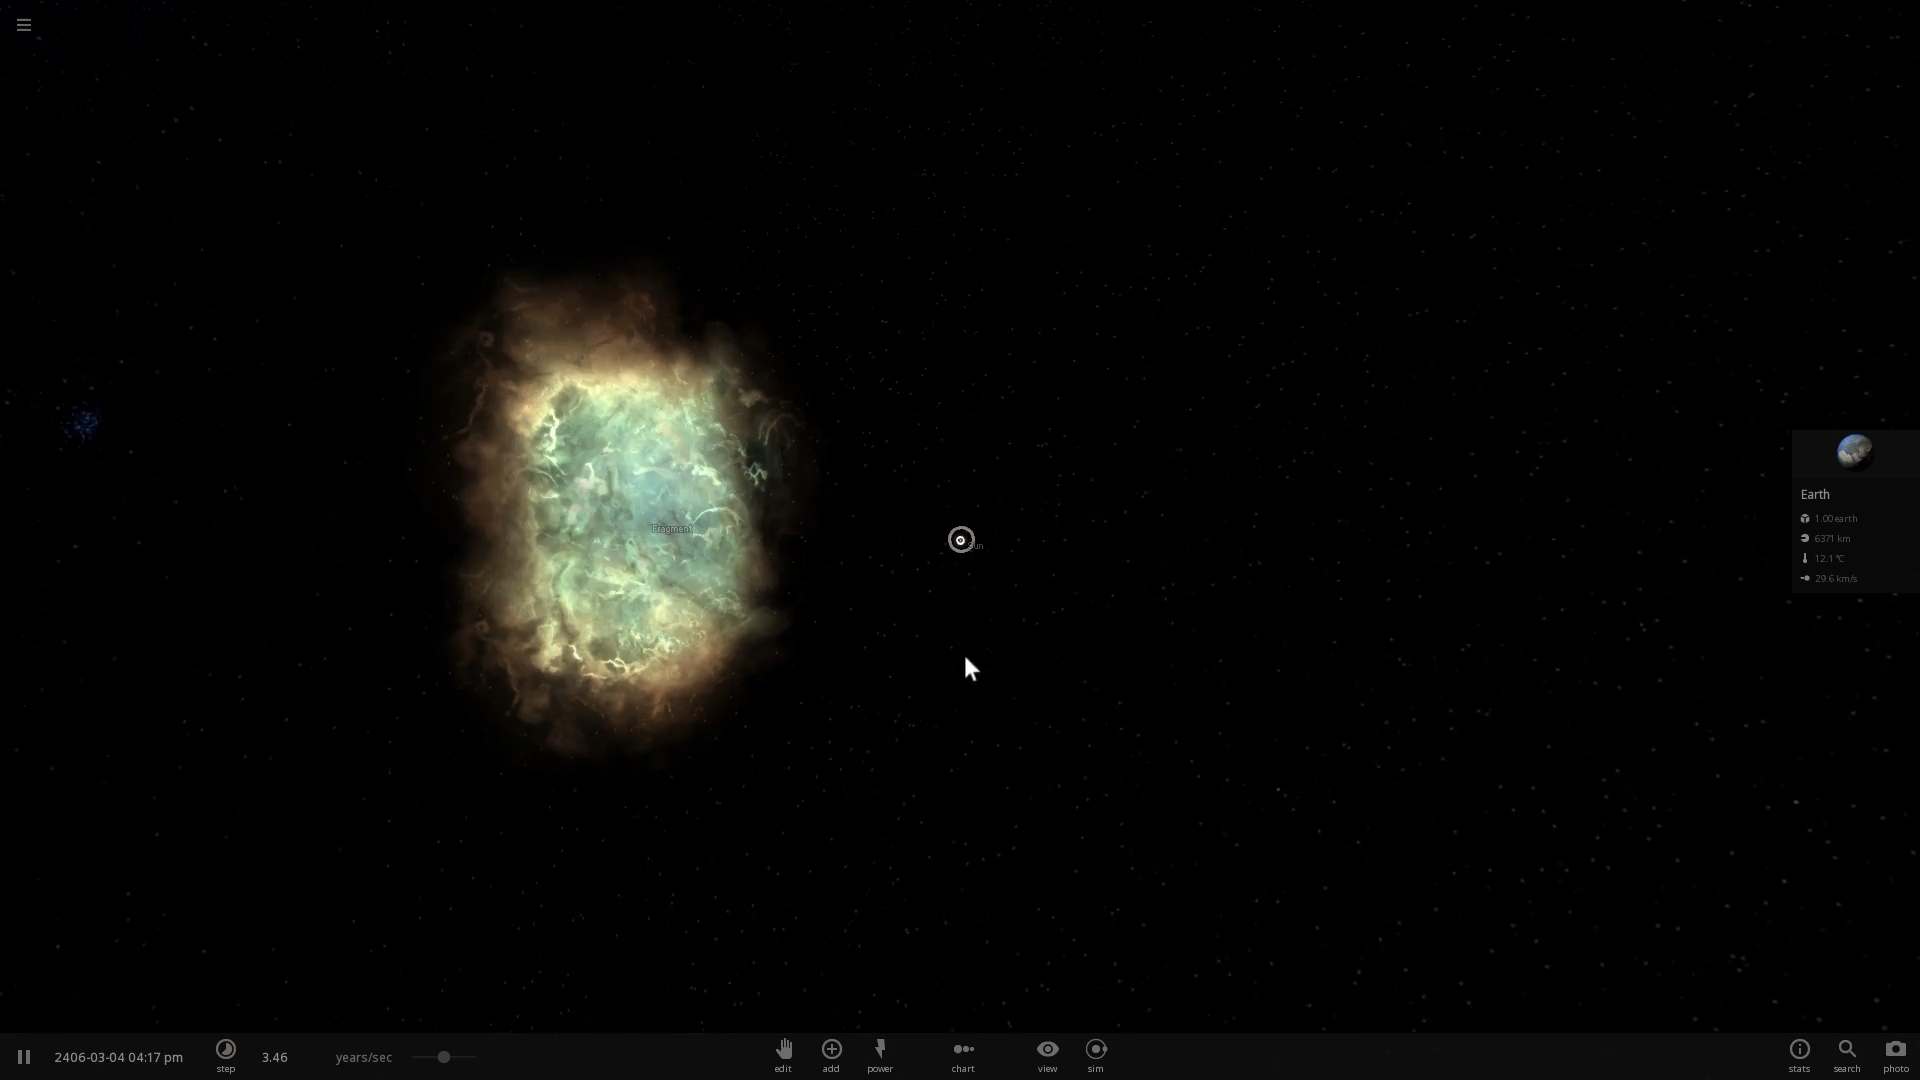 Fragment
Sun
Earth
1.00 earth
6371 km
12.1 °C
29.6 km/s
2406-03-04 04:17 pm
step
3.46
years/sec
edit
add
power
chart
view
sim
stats
search
photo